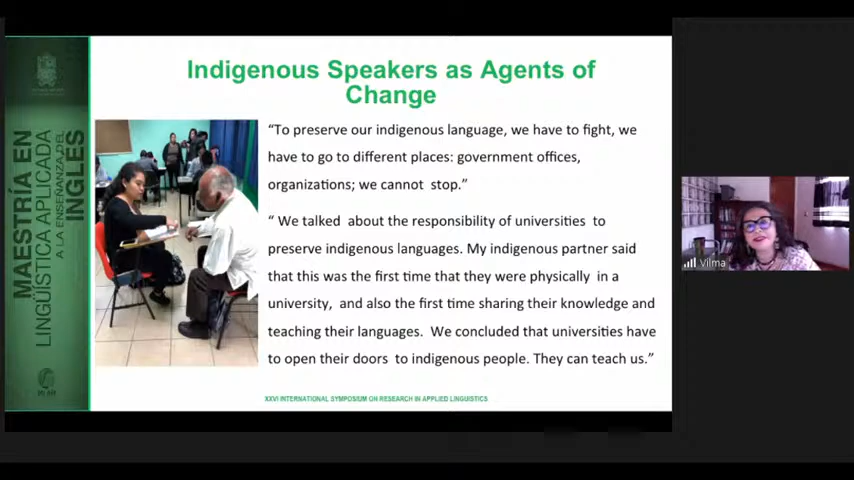 Indigenous Speakers as Agents of
Change
“To preserve our indigenous language, we have to fight, we
have to go to different places: government offices,
organizations; we cannot stop.”
“ We talked about the responsibility of universities to
preserve indigenous languages. My indigenous partner said
that this was the first time that they were physically in a
university, and also the first time sharing their knowledge and
teaching their languages. We concluded that universities have
to open their doors to indigenous people. They can teach us.”
XXVI INTERNATIONAL SYMPOSIUM ON RESEARCH IN APPLIED LINGUISTICS
MAESTRÍA EN
LINGÜÍSTICA APLICADA
A LA ENSEÑANZA DEL
INGLÉS
Vilma